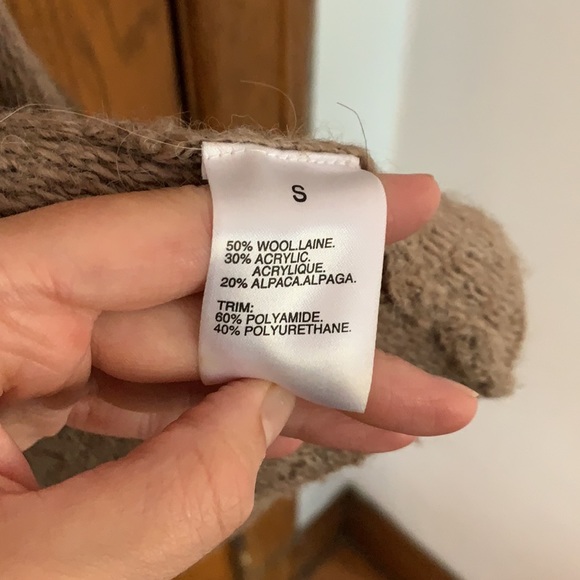 S
50% WOOL.LAINE.
30% ACRYLIC.
ACRYLIQUE.
20% ALPACA.ALPAGA.
TRIM:
60% POLYAMIDE.
40% POLYURETHANE.